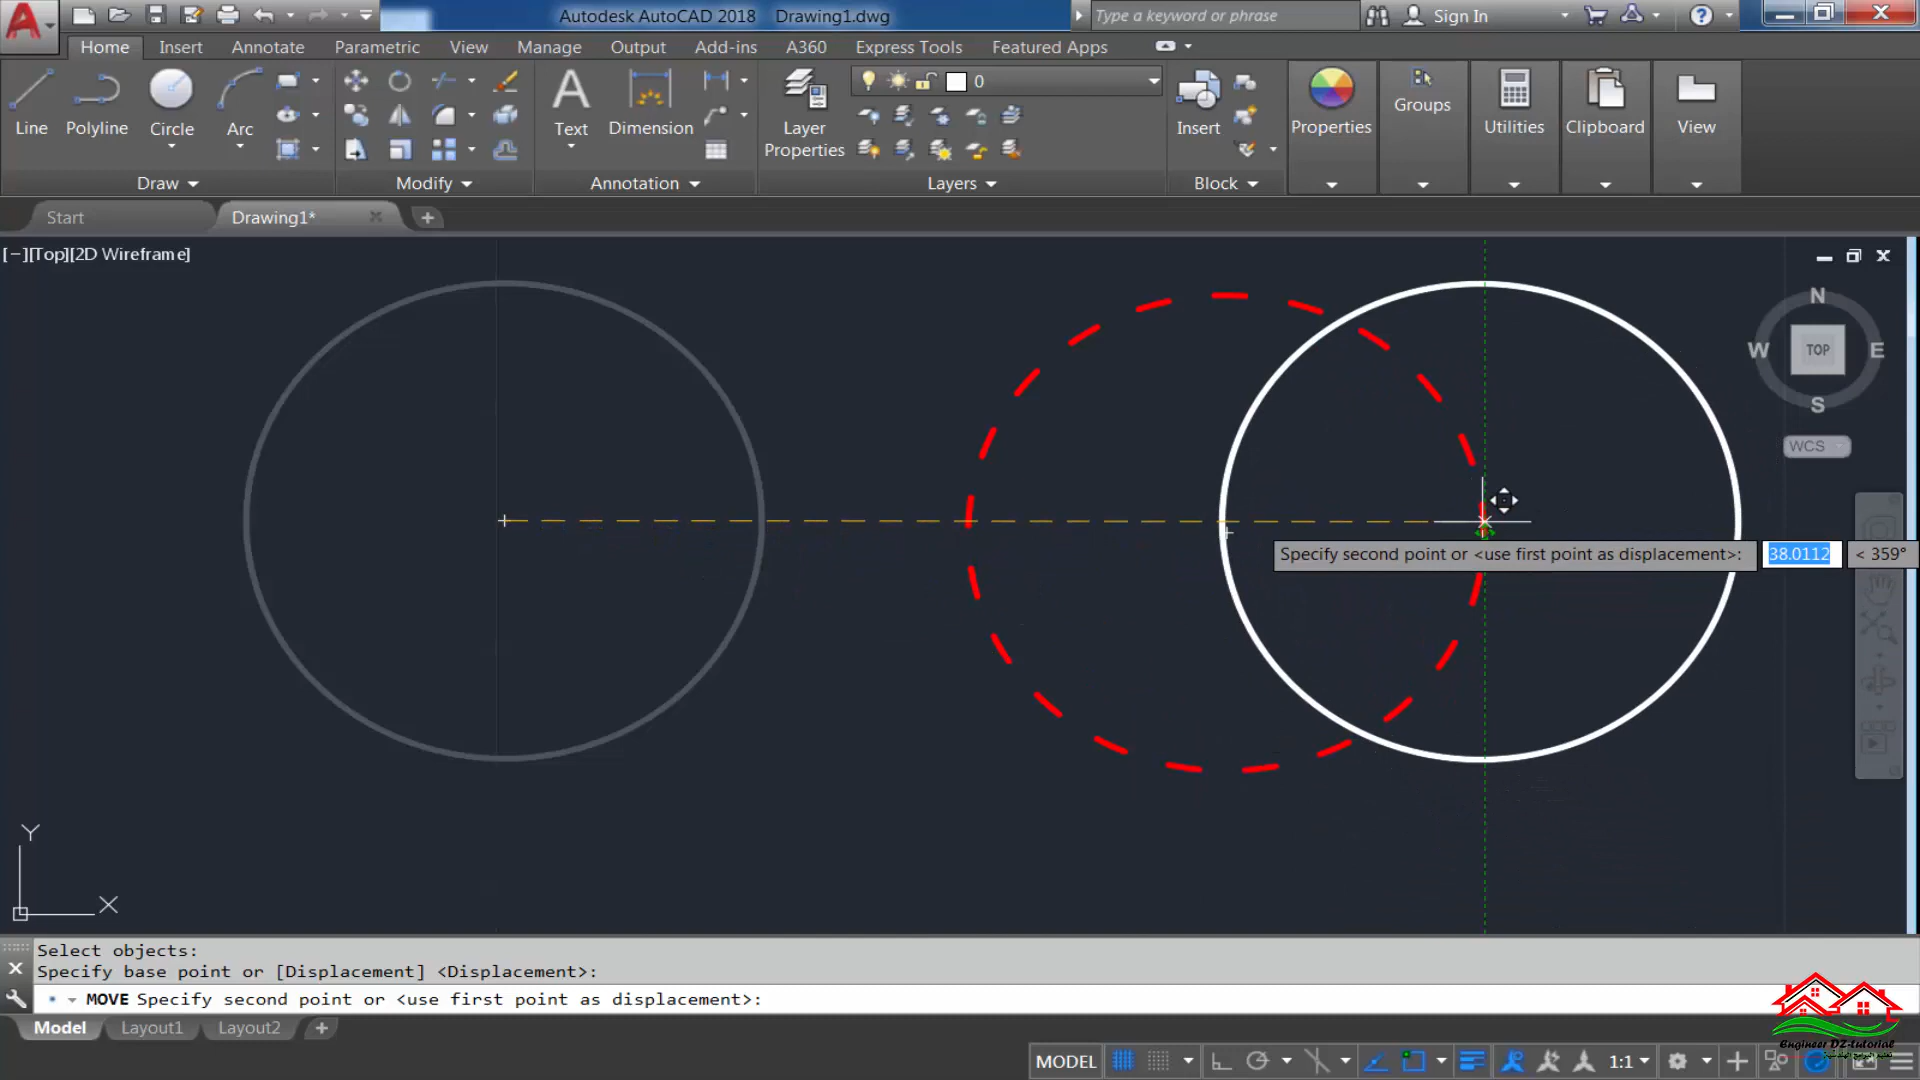 Autodesk AutoCAD 2018 Drawing1.dwg
Type a keyword or phrase
Sign In
Home Insert Annotate Parametric View Manage Output Add-ins A360 Express Tools Featured Apps
Line Polyline Circle Arc
Draw
Modify
Text Dimension
Annotation
Layer
Properties
0
Layers
Insert
Block
Properties
Groups
Utilities
Clipboard
View
Start Drawing1*
[−][Top][2D Wireframe]
N
W TOP E
S
WCS
Specify second point or <use first point as displacement>: 38.0112 < 359°
Y
X
Select objects:
Specify base point or [Displacement] <Displacement>:
MOVE Specify second point or <use first point as displacement>:
Model Layout1 Layout2
MODEL 1:1
Engineer DZ-tutorial